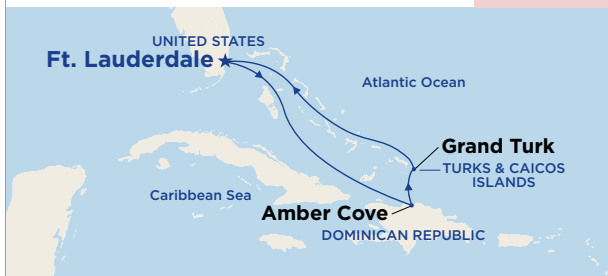 UNITED STATES
Ft. Lauderdale
Atlantic Ocean
Grand Turk
TURKS & CAICOS
ISLANDS
Caribbean Sea
Amber Cove
DOMINICAN REPUBLIC